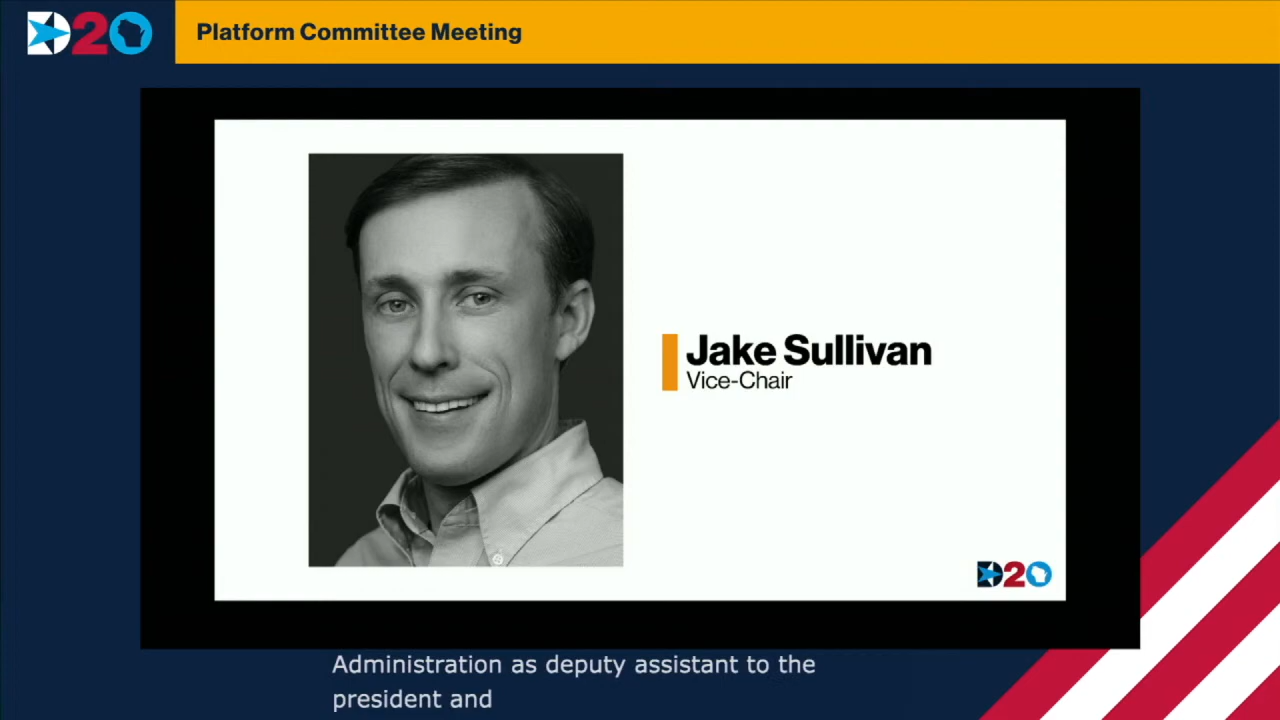 D20
Platform Committee Meeting
Jake Sullivan
Vice-Chair
D20
Administration as deputy assistant to the
president and